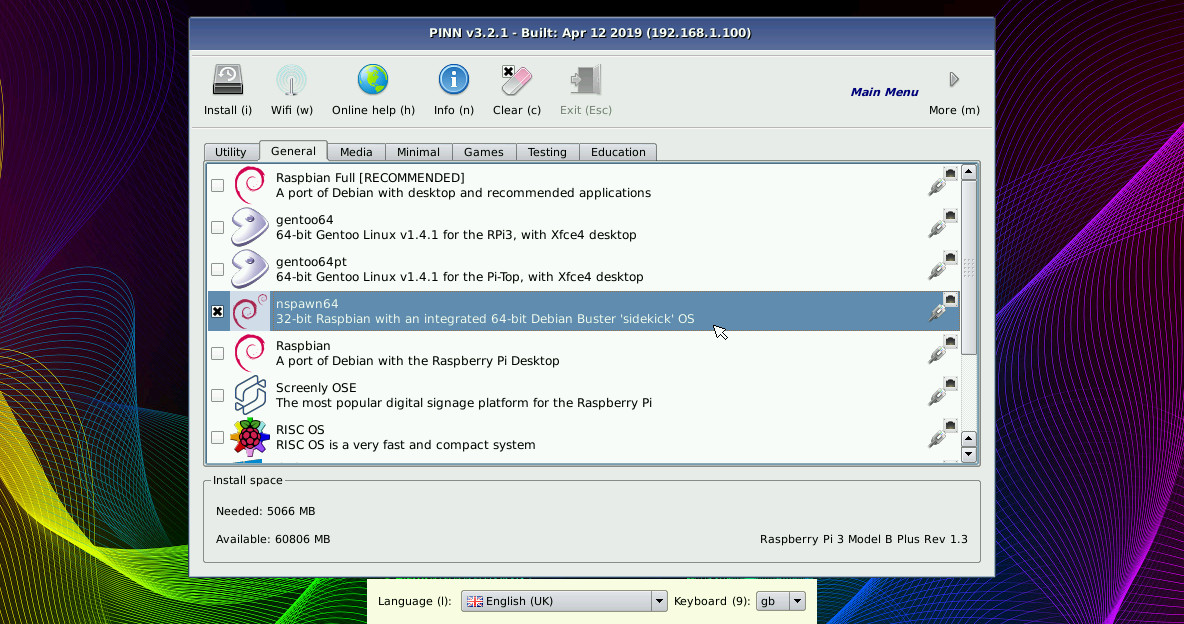 PINN v3.2.1 - Built: Apr 12 2019 (192.168.1.100)
Install (i) Wifi (w) Online help (h) Info (n) Clear (c) Exit (Esc) Main Menu More (m)
Utility General Media Minimal Games Testing Education
Raspbian Full [RECOMMENDED]
A port of Debian with desktop and recommended applications
gentoo64
64-bit Gentoo Linux v1.4.1 for the RPi3, with Xfce4 desktop
gentoo64pt
64-bit Gentoo Linux v1.4.1 for the Pi-Top, with Xfce4 desktop
nspawn64
32-bit Raspbian with an integrated 64-bit Debian Buster 'sidekick' OS
Raspbian
A port of Debian with the Raspberry Pi Desktop
Screenly OSE
The most popular digital signage platform for the Raspberry Pi
RISC OS
RISC OS is a very fast and compact system
Install space
Needed: 5066 MB
Available: 60806 MB Raspberry Pi 3 Model B Plus Rev 1.3
Language (l): English (UK) Keyboard (9): gb